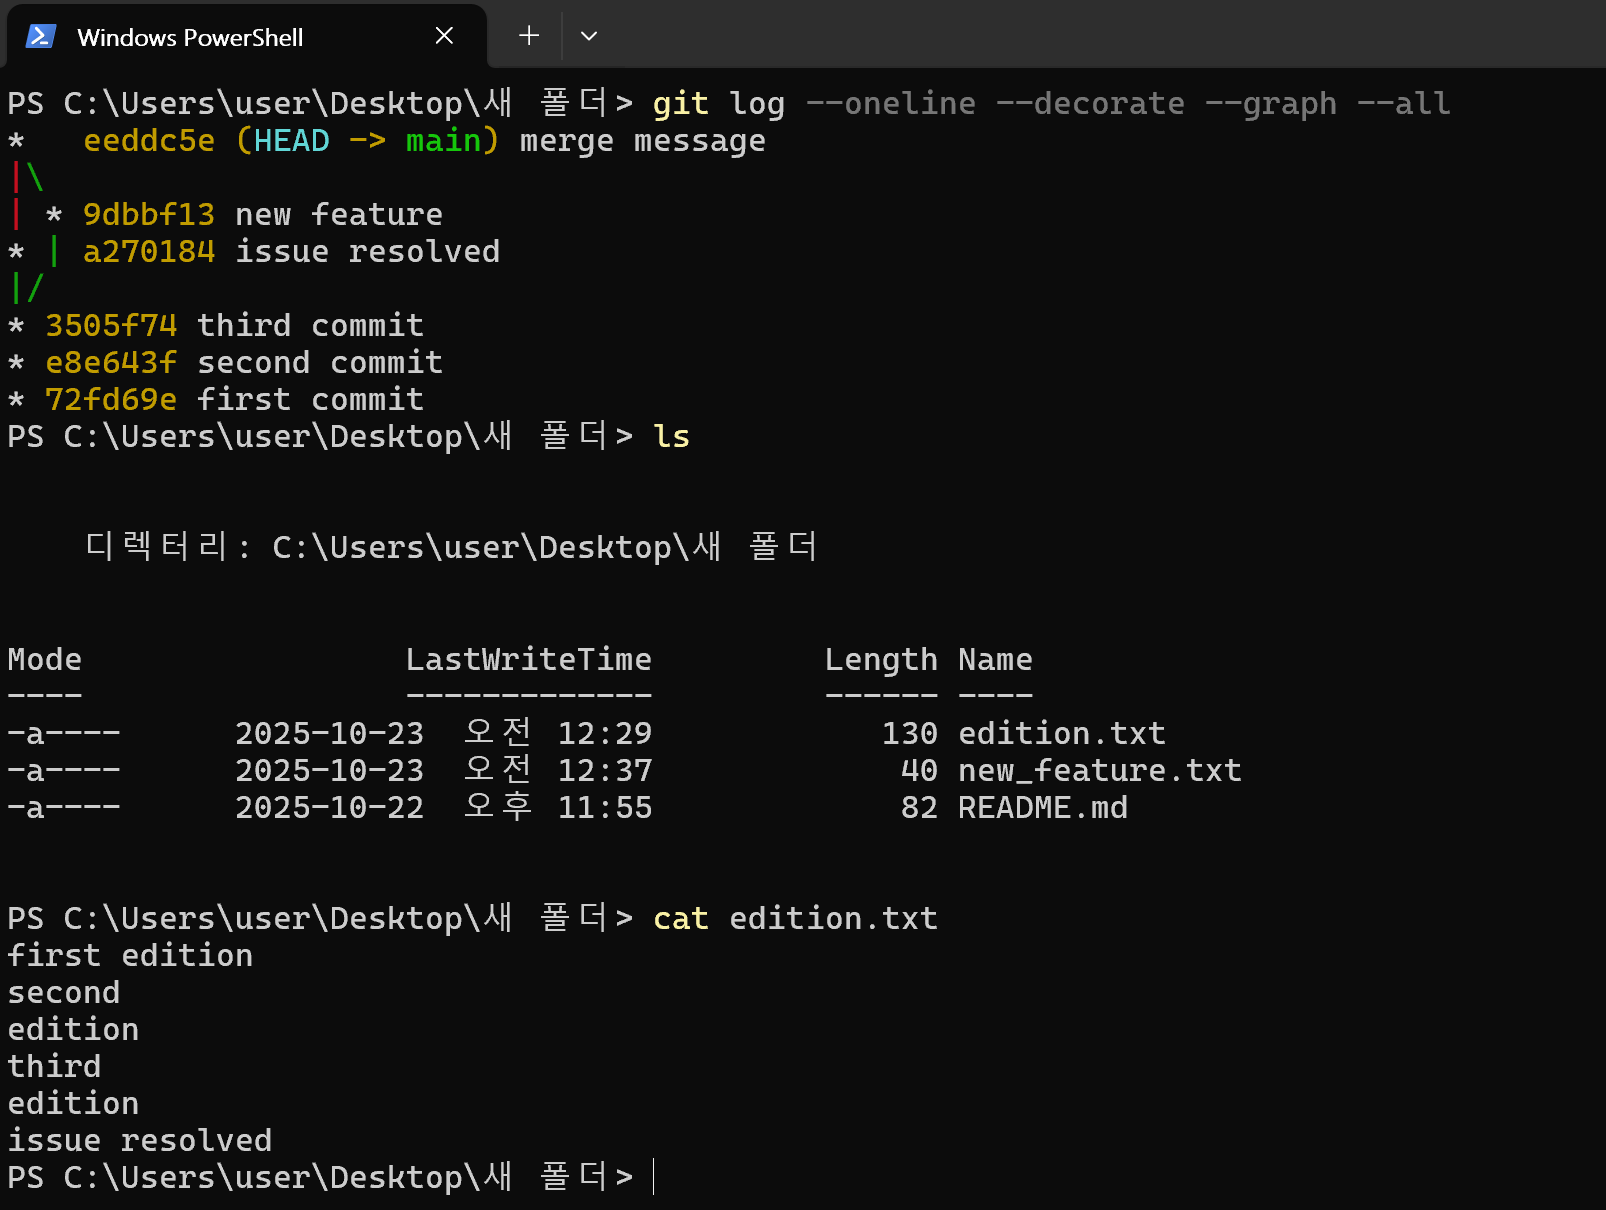 Windows PowerShell
PS C:\Users\user\Desktop\새 폴더> git log --oneline --decorate --graph --all
*   eeddc5e (HEAD -> main) merge message
|\
| * 9dbbf13 new feature
* | a270184 issue resolved
|/
* 3505f74 third commit
* e8e643f second commit
* 72fd69e first commit
PS C:\Users\user\Desktop\새 폴더> ls
    디렉터리: C:\Users\user\Desktop\새 폴더
Mode                 LastWriteTime         Length Name
----                 -------------         ------ ----
-a----      2025-10-23  오전 12:29            130 edition.txt
-a----      2025-10-23  오전 12:37             40 new_feature.txt
-a----      2025-10-22  오후 11:55             82 README.md
PS C:\Users\user\Desktop\새 폴더> cat edition.txt
first edition
second
edition
third
edition
issue resolved
PS C:\Users\user\Desktop\새 폴더>